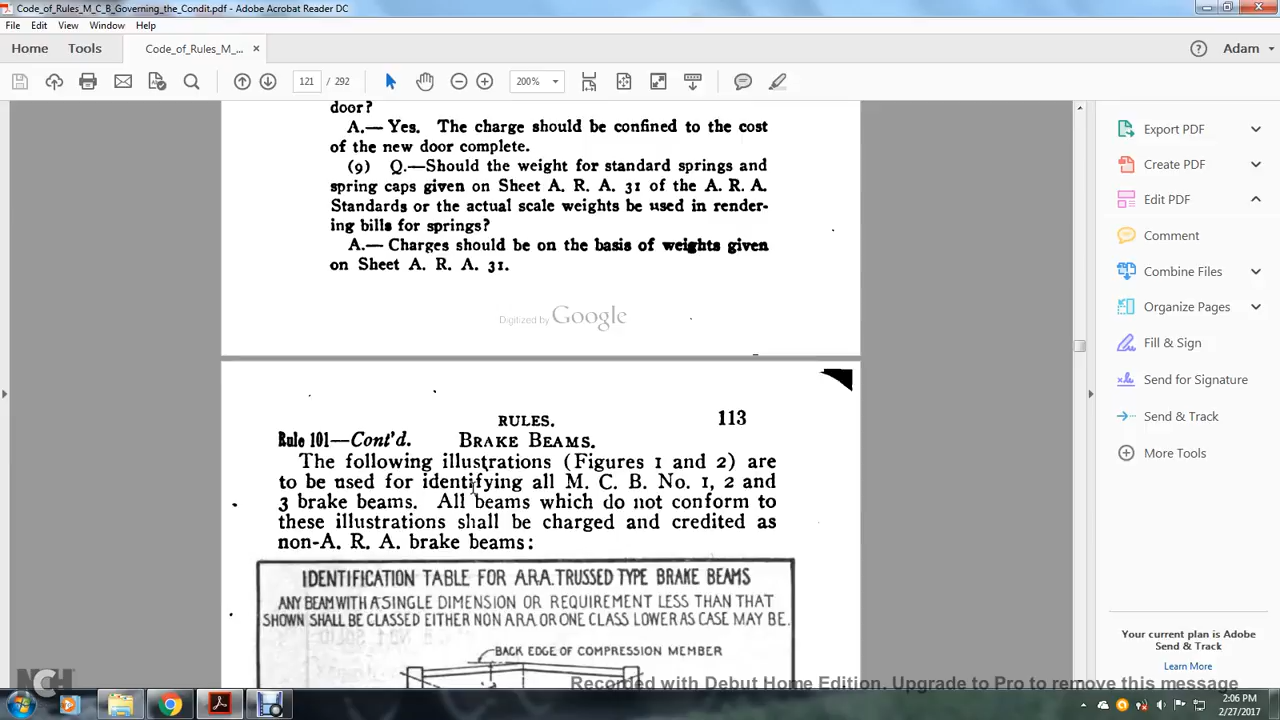 Code_of_Rules_M_C_B_Governing_the_Condit.pdf - Adobe Acrobat Reader DC
File Edit View Window Help
Home Tools Code_of_Rules_M_... × Adam
121 / 292 200%
door?
A.— Yes. The charge should be confined to the cost
of the new door complete.
(9) Q.—Should the weight for standard springs and
spring caps given on Sheet A. R. A. 31 of the A. R. A.
Standards or the actual scale weights be used in render-
ing bills for springs?
A.— Charges should be on the basis of weights given
on Sheet A. R. A. 31.
Digitized by Google
RULES. 113
Rule 101—Cont'd. BRAKE BEAMS.
The following illustrations (Figures 1 and 2) are
to be used for identifying all M. C. B. No. 1, 2 and
3 brake beams. All beams which do not conform to
these illustrations shall be charged and credited as
non-A. R. A. brake beams:
IDENTIFICATION TABLE FOR A.R.A. TRUSSED TYPE BRAKE BEAMS
ANY BEAM WITH A SINGLE DIMENSION OR REQUIREMENT LESS THAN THAT
SHOWN SHALL BE CLASSED EITHER NON ARA OR ONE CLASS LOWER AS CASE MAY BE.
BACK EDGE OF COMPRESSION MEMBER
Export PDF
Create PDF
Edit PDF
Comment
Combine Files
Organize Pages
Fill & Sign
Send for Signature
Send & Track
More Tools
Your current plan is Adobe
Send & Track
Learn More
NCH
Recorded with Debut Home Edition. Upgrade to Pro to remove this message
2:06 PM
2/27/2017